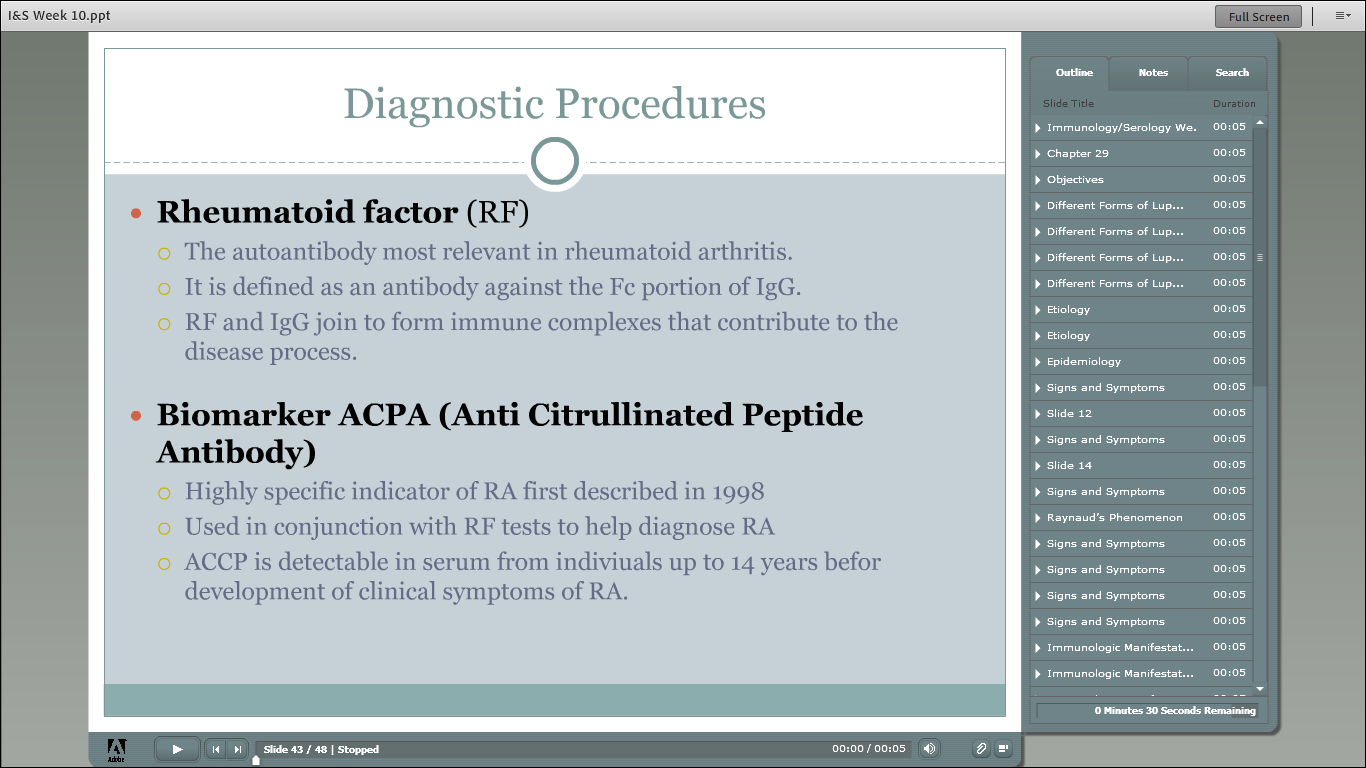 I&S Week 10.ppt
Full Screen
Diagnostic Procedures
Rheumatoid factor (RF)
The autoantibody most relevant in rheumatoid arthritis.
It is defined as an antibody against the Fc portion of IgG.
RF and IgG join to form immune complexes that contribute to the
disease process.
Biomarker ACPA (Anti Citrullinated Peptide
Antibody)
Highly specific indicator of RA first described in 1998
Used in conjunction with RF tests to help diagnose RA
ACCP is detectable in serum from indiviuals up to 14 years befor
development of clinical symptoms of RA.
Outline Notes Search
Slide Title Duration
Immunology/Serology We. 00:05
Chapter 29 00:05
Objectives 00:05
Different Forms of Lup... 00:05
Different Forms of Lup... 00:05
Different Forms of Lup... 00:05
Different Forms of Lup... 00:05
Etiology 00:05
Etiology 00:05
Epidemiology 00:05
Signs and Symptoms 00:05
Slide 12 00:05
Signs and Symptoms 00:05
Slide 14 00:05
Signs and Symptoms 00:05
Raynaud's Phenomenon 00:05
Signs and Symptoms 00:05
Signs and Symptoms 00:05
Signs and Symptoms 00:05
Signs and Symptoms 00:05
Immunologic Manifestat... 00:05
Immunologic Manifestat... 00:05
0 Minutes 30 Seconds Remaining
Adobe
Slide 43 / 48 | Stopped 00:00 / 00:05